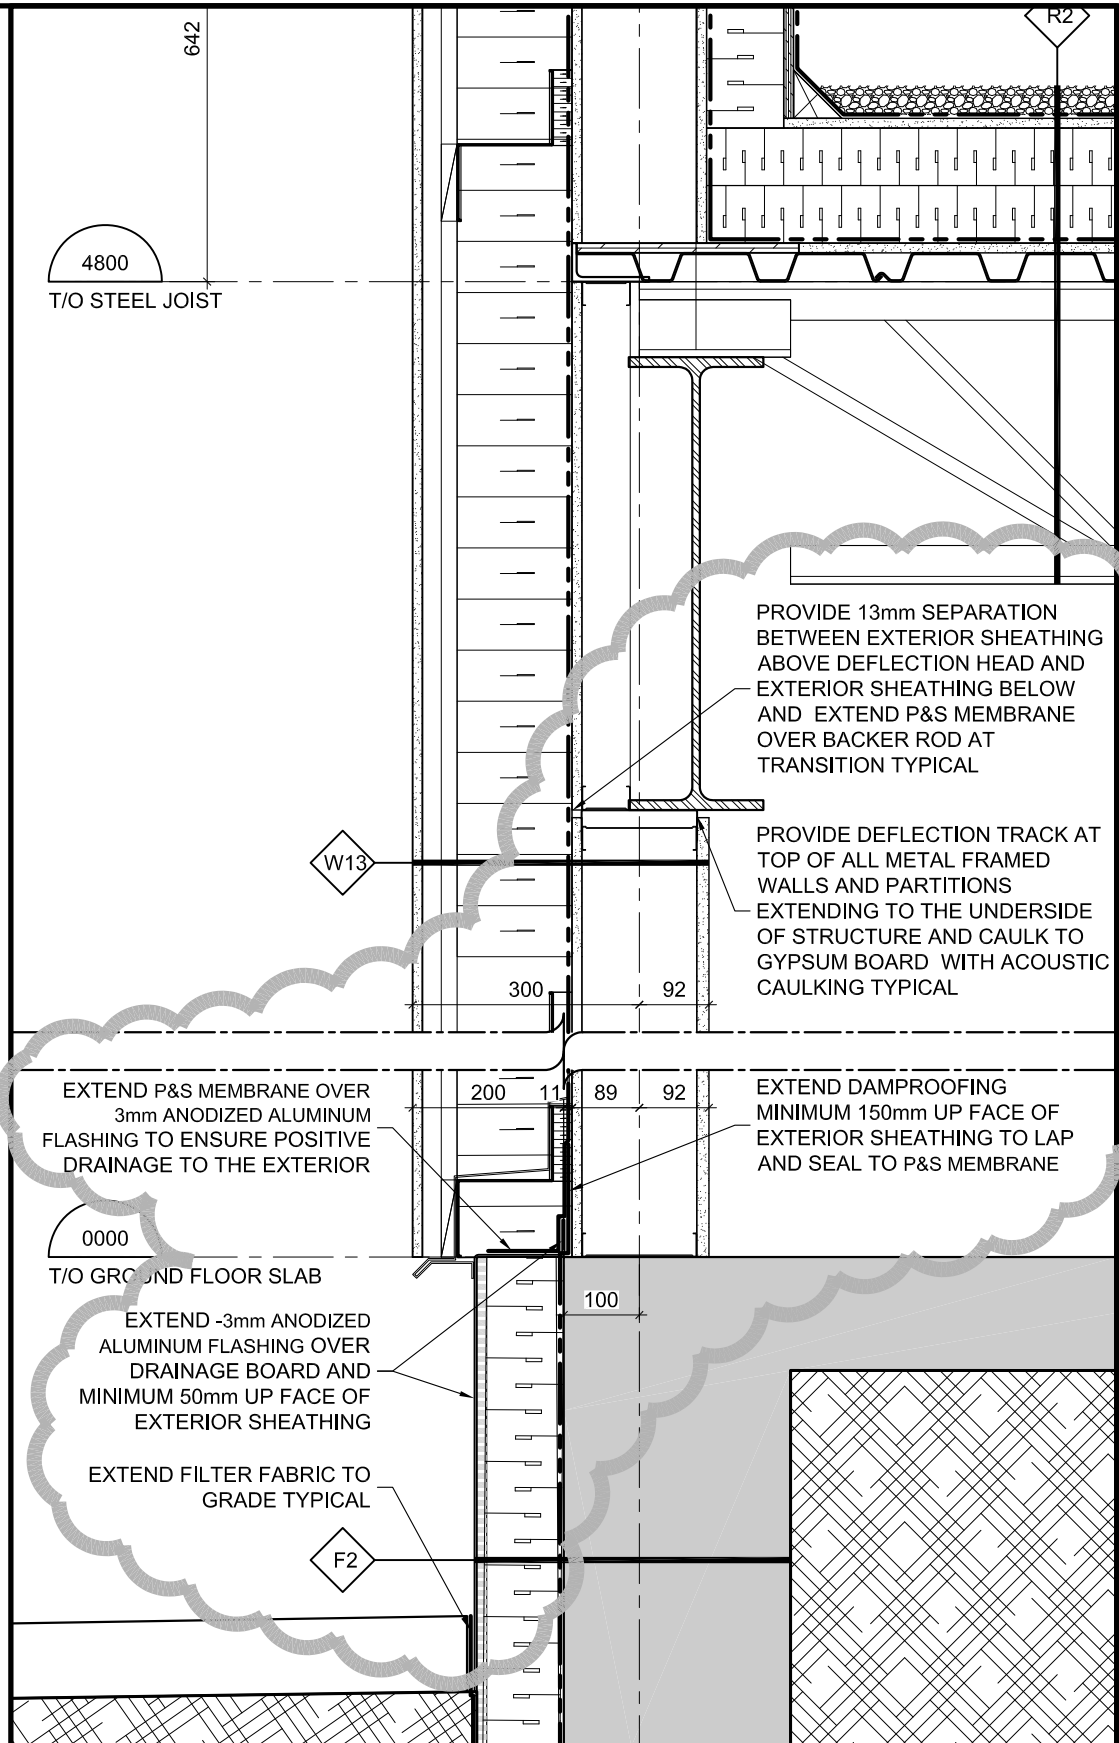 R2
642
4800
T/O STEEL JOIST
PROVIDE 13mm SEPARATION
BETWEEN EXTERIOR SHEATHING
ABOVE DEFLECTION HEAD AND
EXTERIOR SHEATHING BELOW
AND EXTEND P&S MEMBRANE
OVER BACKER ROD AT
TRANSITION TYPICAL
PROVIDE DEFLECTION TRACK AT
TOP OF ALL METAL FRAMED
WALLS AND PARTITIONS
EXTENDING TO THE UNDERSIDE
OF STRUCTURE AND CAULK TO
GYPSUM BOARD WITH ACOUSTIC
CAULKING TYPICAL
W13
300 92
EXTEND P&S MEMBRANE OVER
3mm ANODIZED ALUMINUM
FLASHING TO ENSURE POSITIVE
DRAINAGE TO THE EXTERIOR
200 11 89 92
EXTEND DAMPROOFING
MINIMUM 150mm UP FACE OF
EXTERIOR SHEATHING TO LAP
AND SEAL TO P&S MEMBRANE
0000
T/O GROUND FLOOR SLAB
100
EXTEND -3mm ANODIZED
ALUMINUM FLASHING OVER
DRAINAGE BOARD AND
MINIMUM 50mm UP FACE OF
EXTERIOR SHEATHING
EXTEND FILTER FABRIC TO
GRADE TYPICAL
F2